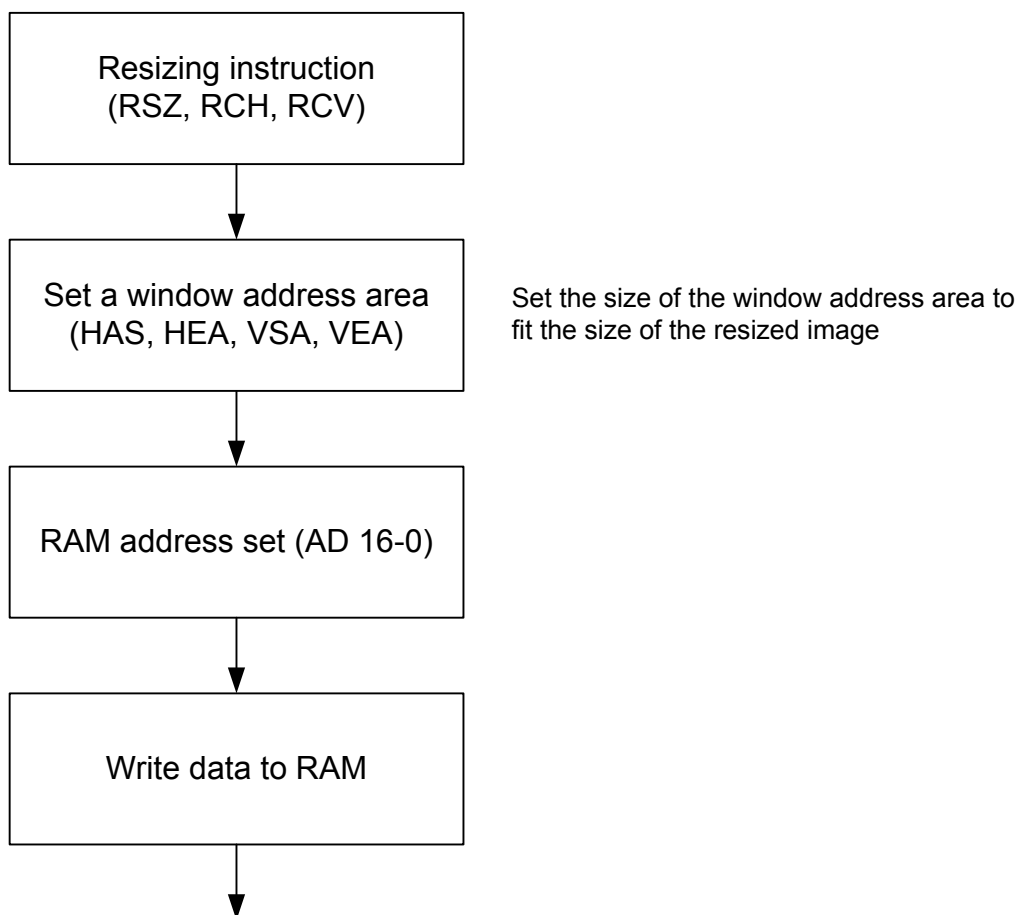 Resizing instruction
(RSZ, RCH, RCV)
Set a window address area
(HAS, HEA, VSA, VEA)
Set the size of the window address area to
fit the size of the resized image
RAM address set (AD 16-0)
Write data to RAM